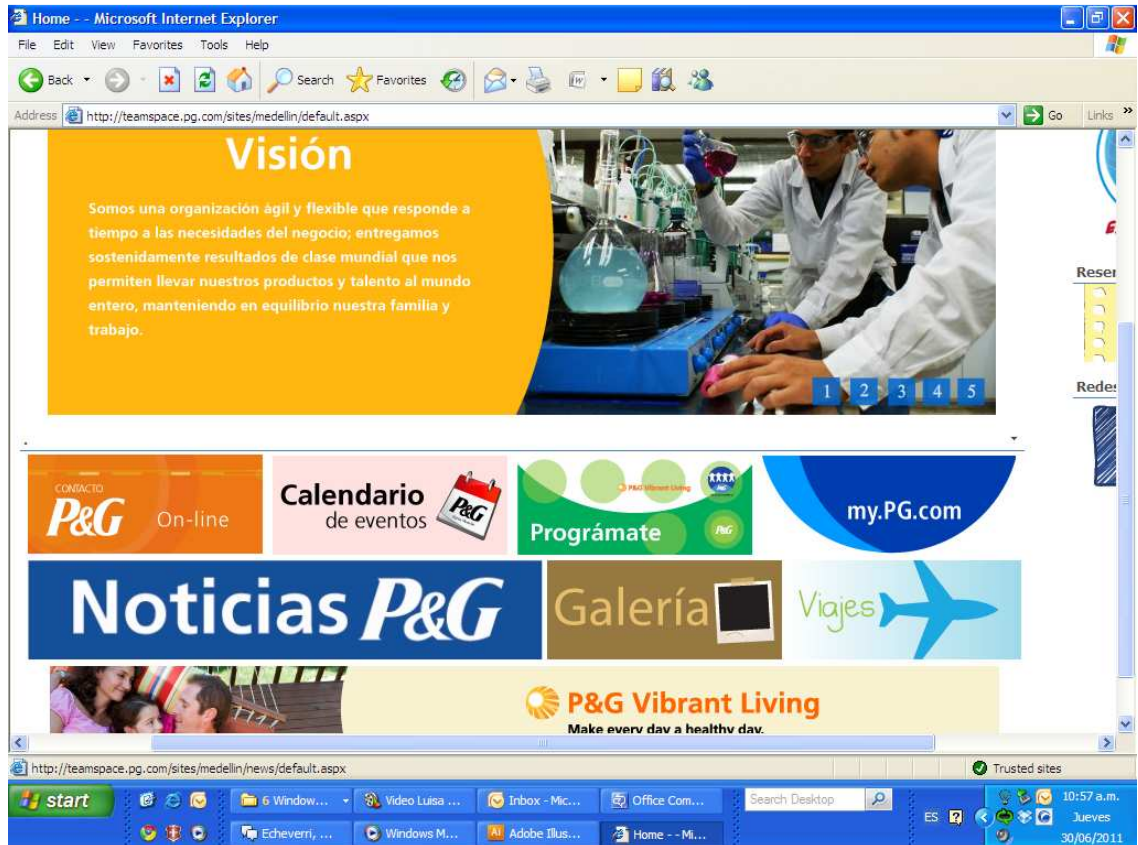 Home - - Microsoft Internet Explorer
File Edit View Favorites Tools Help
Back Search Favorites
Address http://teamspace.pg.com/sites/medellin/default.aspx Go Links »
Visión
Somos una organización ágil y flexible que responde a
tiempo a las necesidades del negocio; entregamos
sostenidamente resultados de clase mundial que nos
permiten llevar nuestros productos y talento al mundo
entero, manteniendo en equilibrio nuestra familia y
trabajo.
1 2 3 4 5
Reser
Redes
CONTACTO
P&G On-line
Calendario
de eventos
P&G
P&G Vibrant Living
Prográmate
P&G
my.PG.com
Noticias P&G
Galería
Viajes
P&G Vibrant Living
Make every day a healthy day.
http://teamspace.pg.com/sites/medellin/news/default.aspx Trusted sites
start 6 Window... Video Luisa ... Inbox - Mic... Office Com... Search Desktop 10:57 a.m.
ES Jueves
Echeverri, ... Windows M... Adobe Illus... Home - - Mi... 30/06/2011